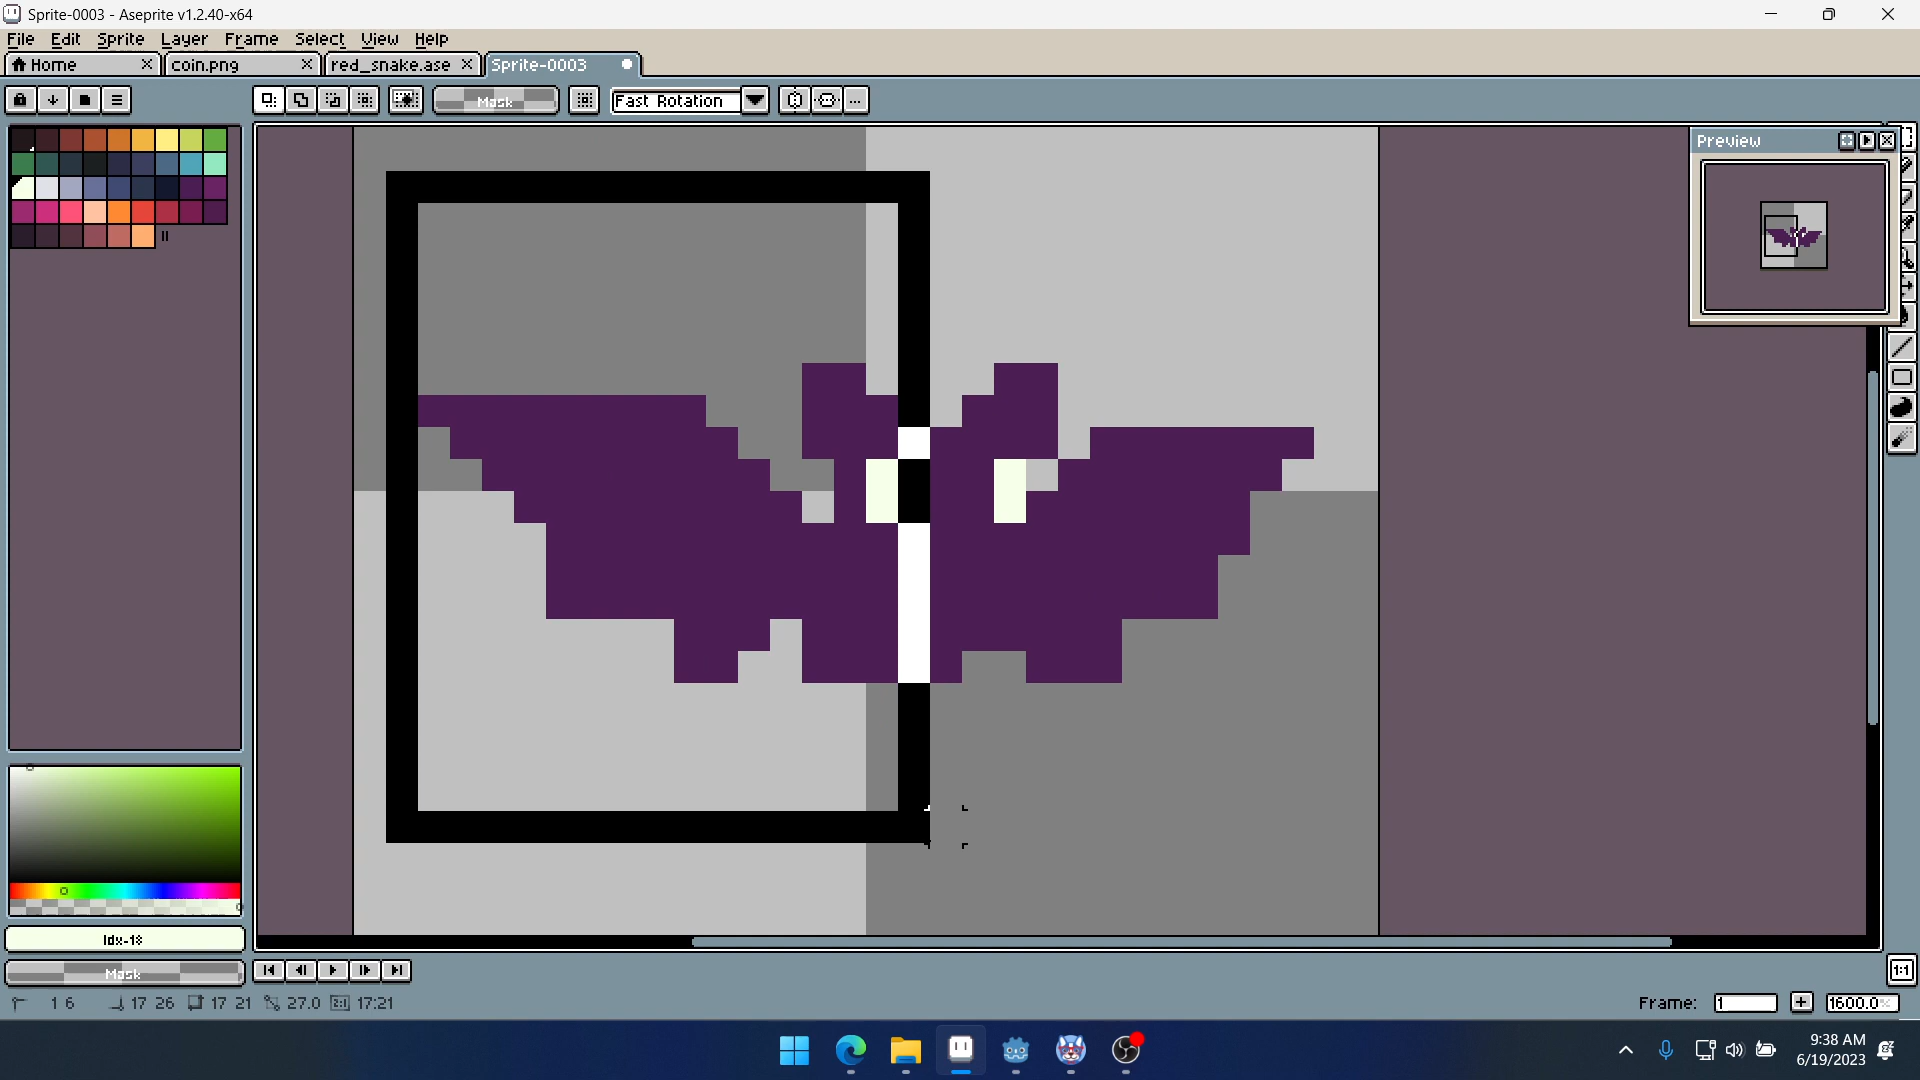 Sprite-0003 - Aseprite v1.2.40-x64
File Edit Sprite Layer Frame Select View Help
Home coin.png red_snake.ase Sprite-0003
Mask Fast Rotation ...
Preview
Idx-18
Mask
1 6 17 26 17 21 27.0 17:21
Frame: 1 1600.0
1:1
9:38 AM
6/19/2023